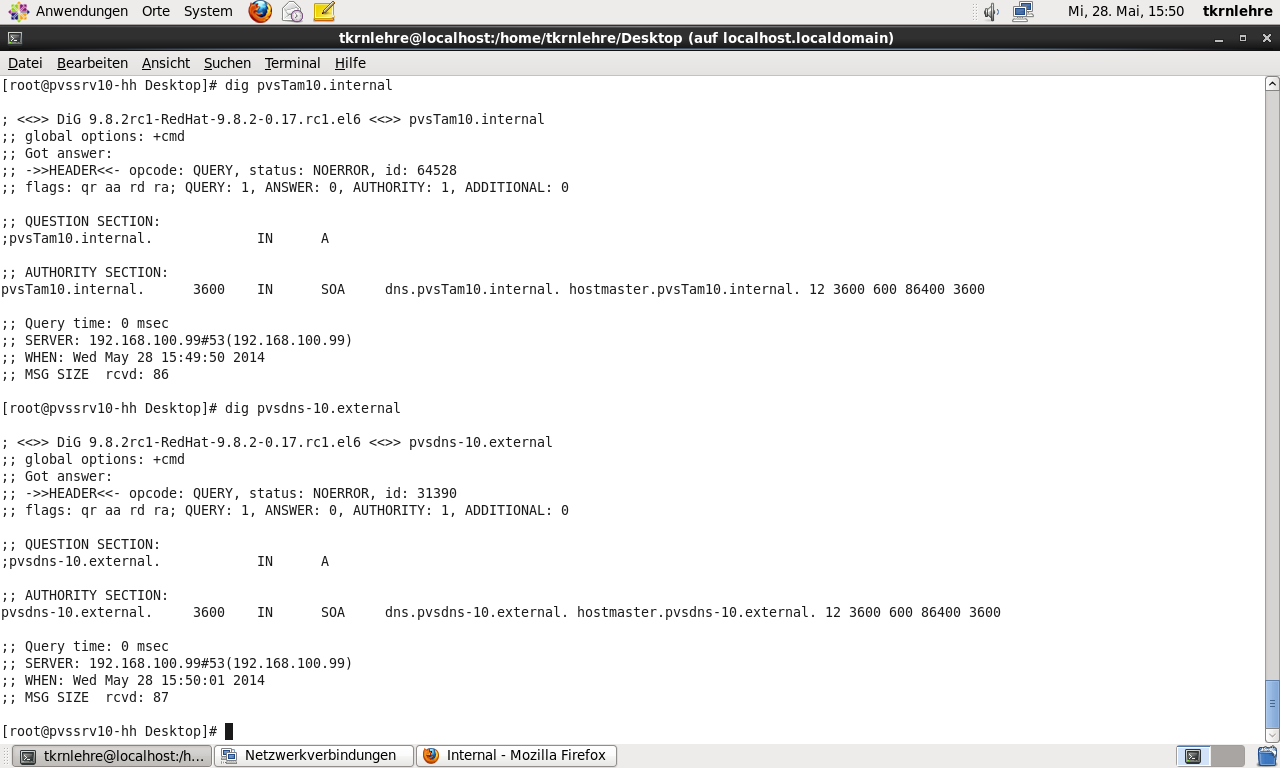 Anwendungen Orte System Mi, 28. Mai, 15:50 tkrnlehre
tkrnlehre@localhost:/home/tkrnlehre/Desktop (auf localhost.localdomain)
Datei Bearbeiten Ansicht Suchen Terminal Hilfe
[root@pvssrv10-hh Desktop]# dig pvsTam10.internal
; <<>> DiG 9.8.2rc1-RedHat-9.8.2-0.17.rc1.el6 <<>> pvsTam10.internal
;; global options: +cmd
;; Got answer:
;; ->>HEADER<<- opcode: QUERY, status: NOERROR, id: 64528
;; flags: qr aa rd ra; QUERY: 1, ANSWER: 0, AUTHORITY: 1, ADDITIONAL: 0
;; QUESTION SECTION:
;pvsTam10.internal. IN A
;; AUTHORITY SECTION:
pvsTam10.internal. 3600 IN SOA dns.pvsTam10.internal. hostmaster.pvsTam10.internal. 12 3600 600 86400 3600
;; Query time: 0 msec
;; SERVER: 192.168.100.99#53(192.168.100.99)
;; WHEN: Wed May 28 15:49:50 2014
;; MSG SIZE rcvd: 86
[root@pvssrv10-hh Desktop]# dig pvsdns-10.external
; <<>> DiG 9.8.2rc1-RedHat-9.8.2-0.17.rc1.el6 <<>> pvsdns-10.external
;; global options: +cmd
;; Got answer:
;; ->>HEADER<<- opcode: QUERY, status: NOERROR, id: 31390
;; flags: qr aa rd ra; QUERY: 1, ANSWER: 0, AUTHORITY: 1, ADDITIONAL: 0
;; QUESTION SECTION:
;pvsdns-10.external. IN A
;; AUTHORITY SECTION:
pvsdns-10.external. 3600 IN SOA dns.pvsdns-10.external. hostmaster.pvsdns-10.external. 12 3600 600 86400 3600
;; Query time: 0 msec
;; SERVER: 192.168.100.99#53(192.168.100.99)
;; WHEN: Wed May 28 15:50:01 2014
;; MSG SIZE rcvd: 87
[root@pvssrv10-hh Desktop]#
tkrnlehre@localhost:/h... Netzwerkverbindungen Internal - Mozilla Firefox